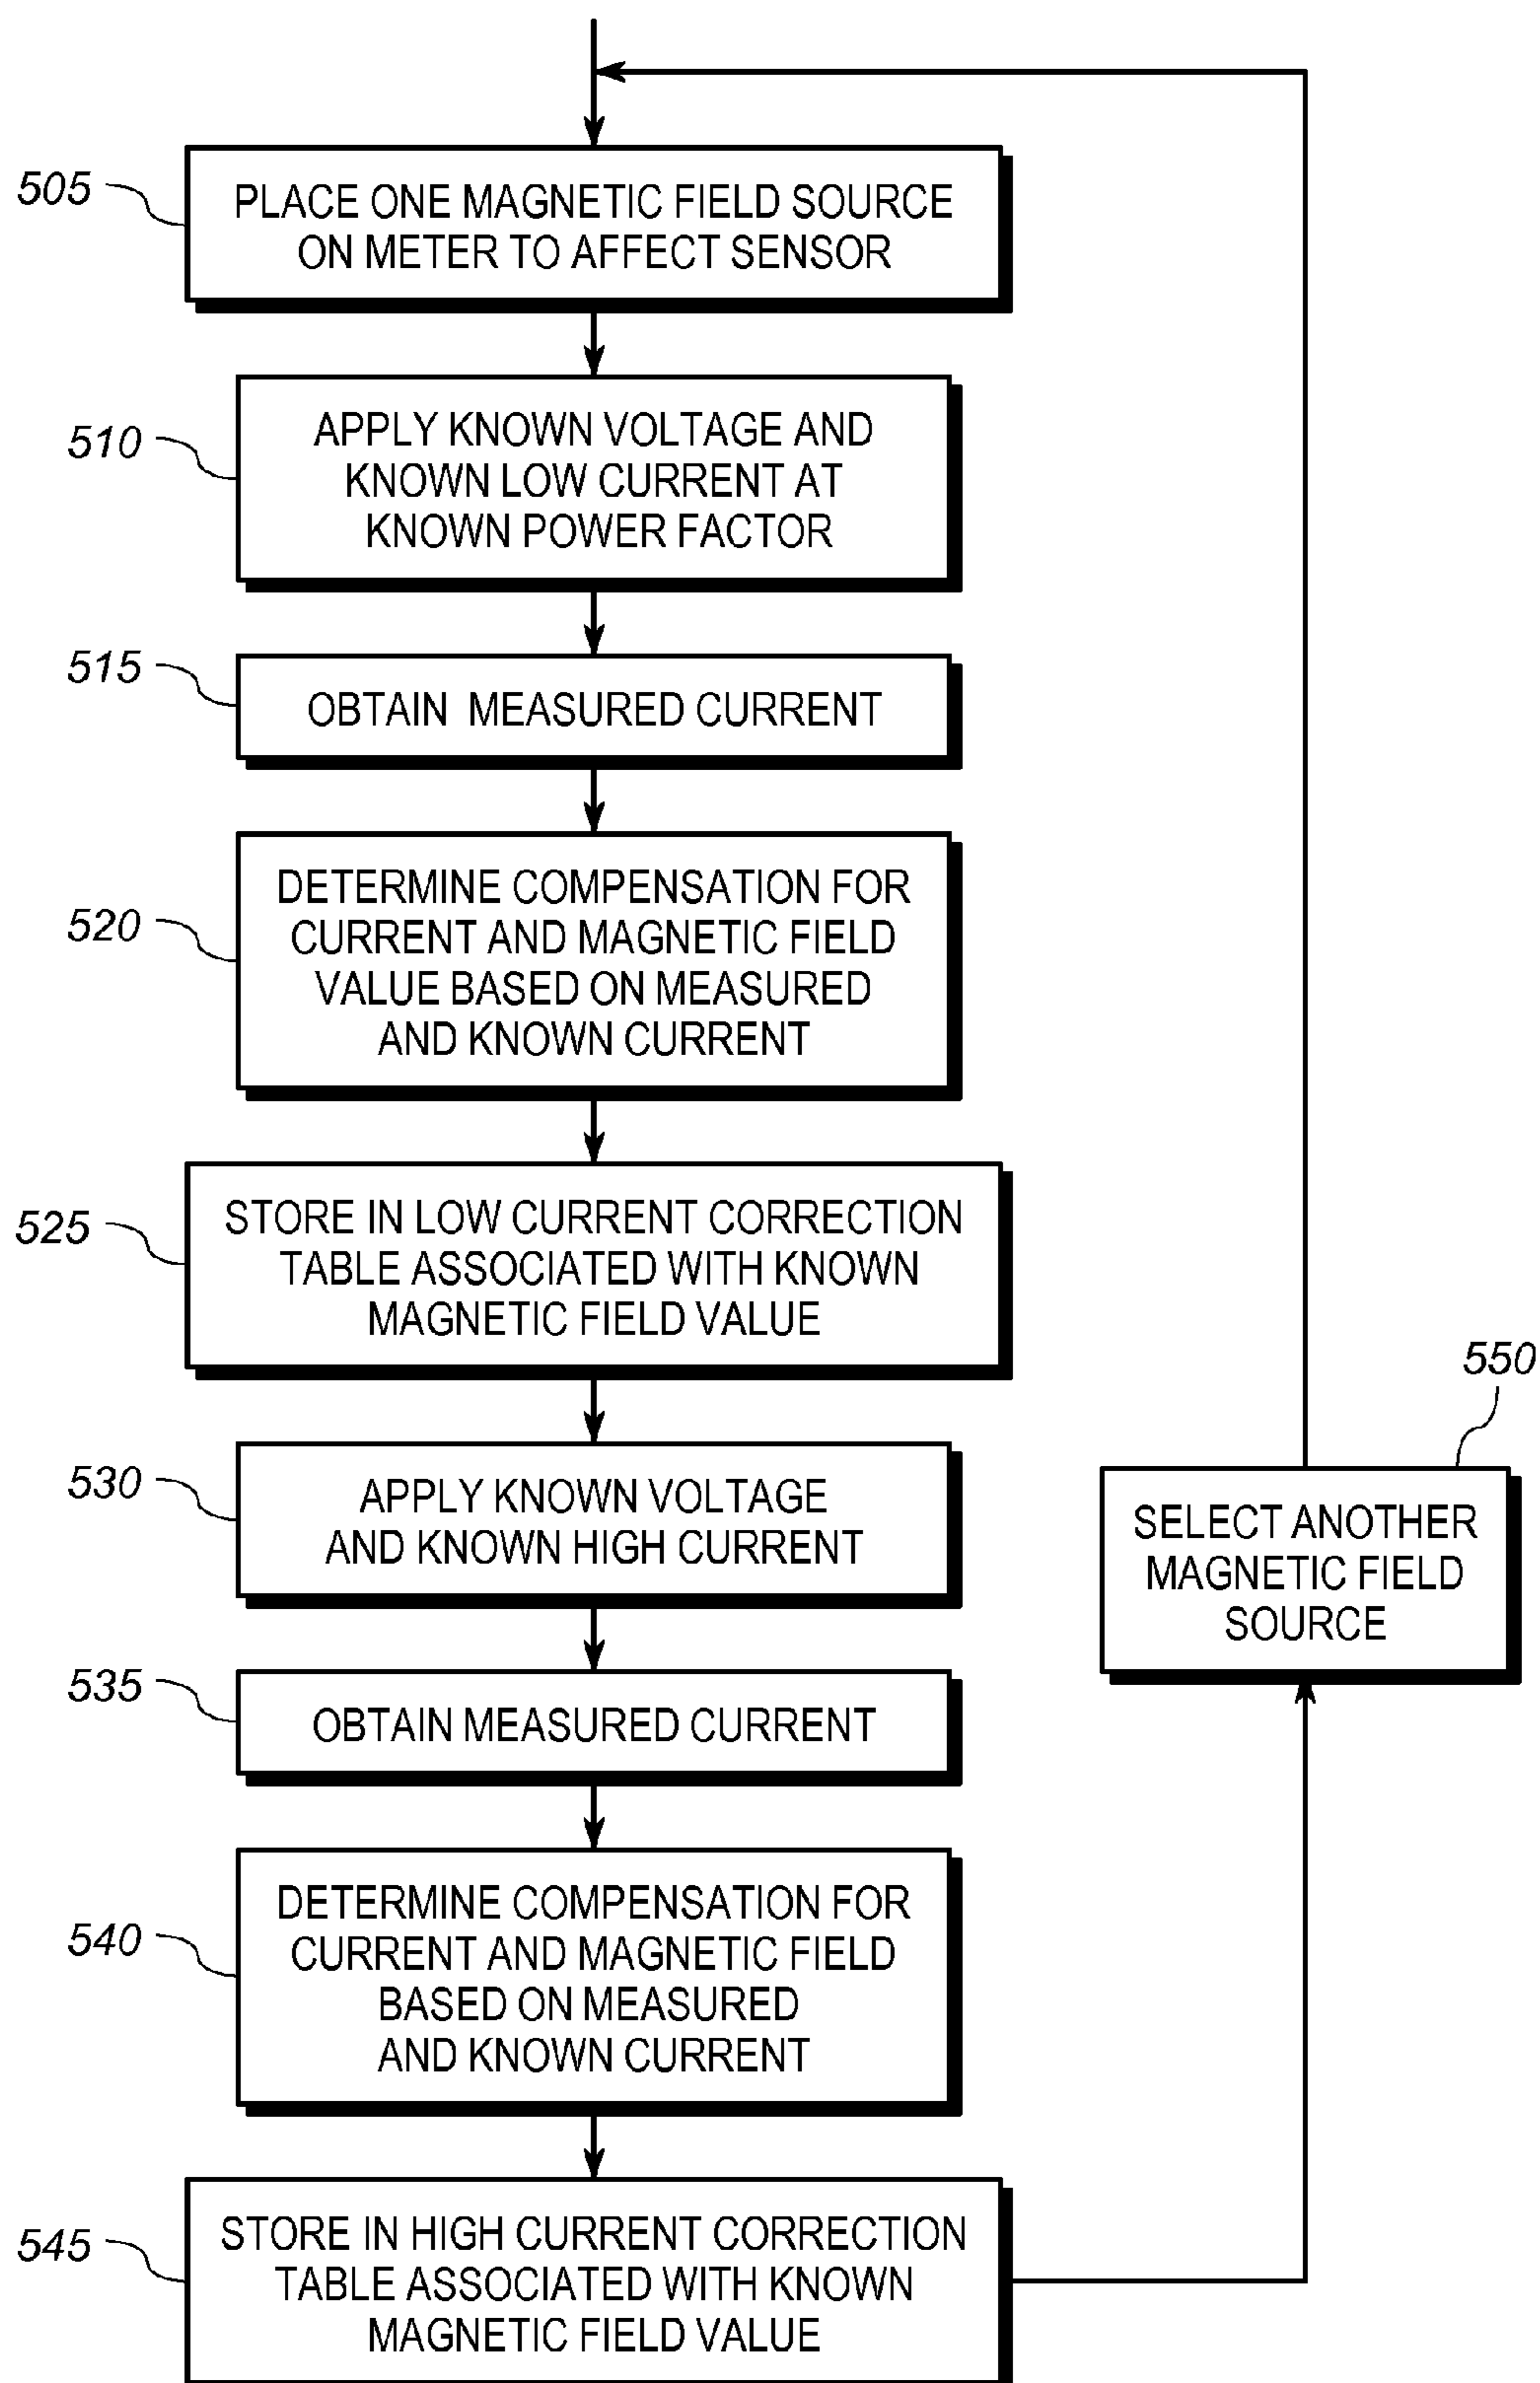 505
PLACE ONE MAGNETIC FIELD SOURCE
ON METER TO AFFECT SENSOR
510
APPLY KNOWN VOLTAGE AND
KNOWN LOW CURRENT AT
KNOWN POWER FACTOR
515
OBTAIN MEASURED CURRENT
520
DETERMINE COMPENSATION FOR
CURRENT AND MAGNETIC FIELD
VALUE BASED ON MEASURED
AND KNOWN CURRENT
525
STORE IN LOW CURRENT CORRECTION
TABLE ASSOCIATED WITH KNOWN
MAGNETIC FIELD VALUE
530
APPLY KNOWN VOLTAGE
AND KNOWN HIGH CURRENT
535
OBTAIN MEASURED CURRENT
540
DETERMINE COMPENSATION FOR
CURRENT AND MAGNETIC FIELD
BASED ON MEASURED
AND KNOWN CURRENT
545
STORE IN HIGH CURRENT CORRECTION
TABLE ASSOCIATED WITH KNOWN
MAGNETIC FIELD VALUE
550
SELECT ANOTHER
MAGNETIC FIELD
SOURCE